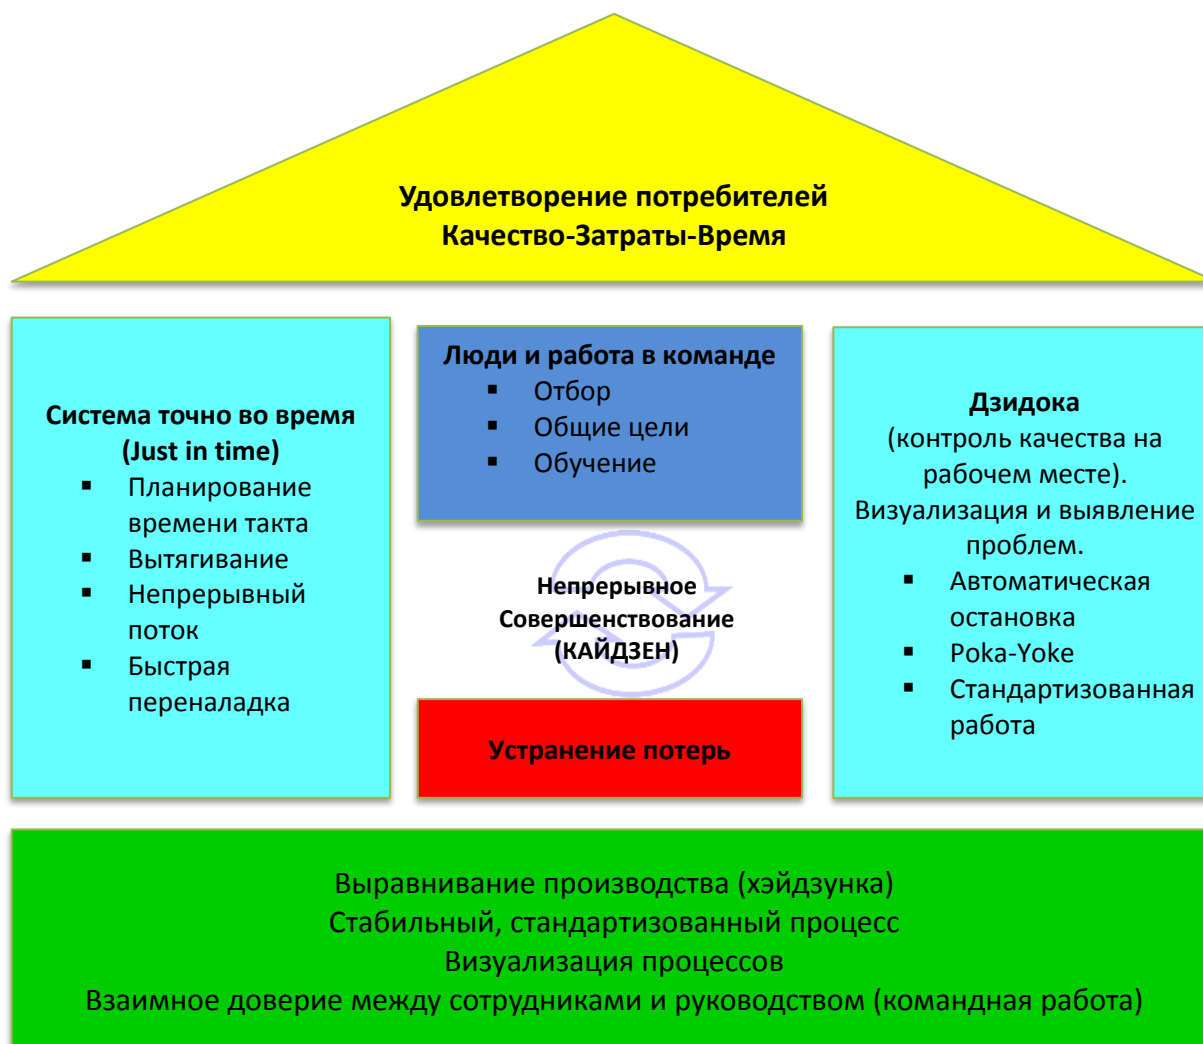 Удовлетворение потребителей
Качество-Затраты-Время
Система точно во время
(Just in time)
▪ Планирование
времени такта
▪ Вытягивание
▪ Непрерывный
поток
▪ Быстрая
переналадка
Люди и работа в команде
▪ Отбор
▪ Общие цели
▪ Обучение
Непрерывное
Совершенствование
(КАЙДЗЕН)
Устранение потерь
Дзидока
(контроль качества на
рабочем месте).
Визуализация и выявление
проблем.
▪ Автоматическая
остановка
▪ Poka-Yoke
▪ Стандартизованная
работа
Выравнивание производства (хэйдзунка)
Стабильный, стандартизованный процесс
Визуализация процессов
Взаимное доверие между сотрудниками и руководством (командная работа)